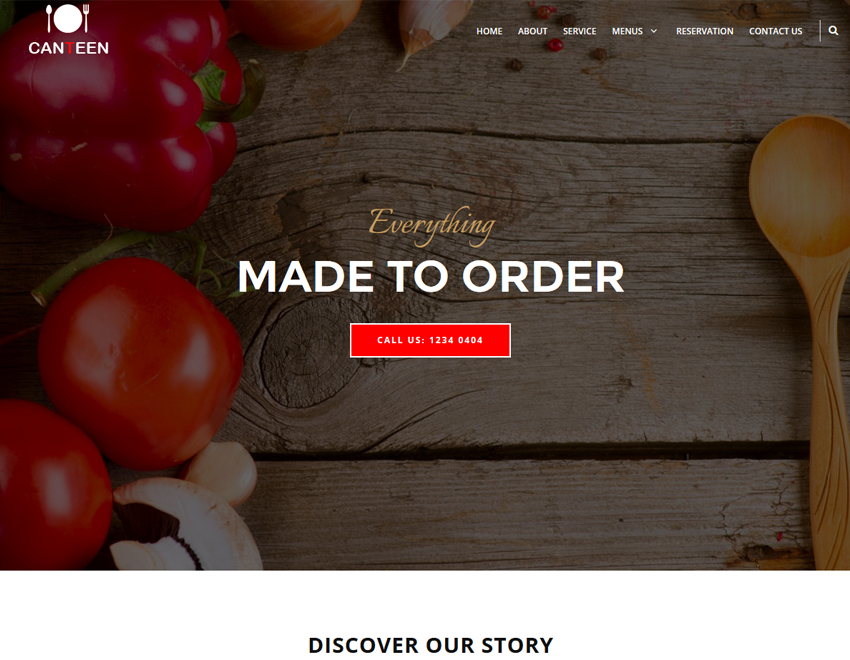 CANTEEN
HOME ABOUT SERVICE MENUS RESERVATION CONTACT US
Everything
MADE TO ORDER
CALL US: 1234 0404
DISCOVER OUR STORY